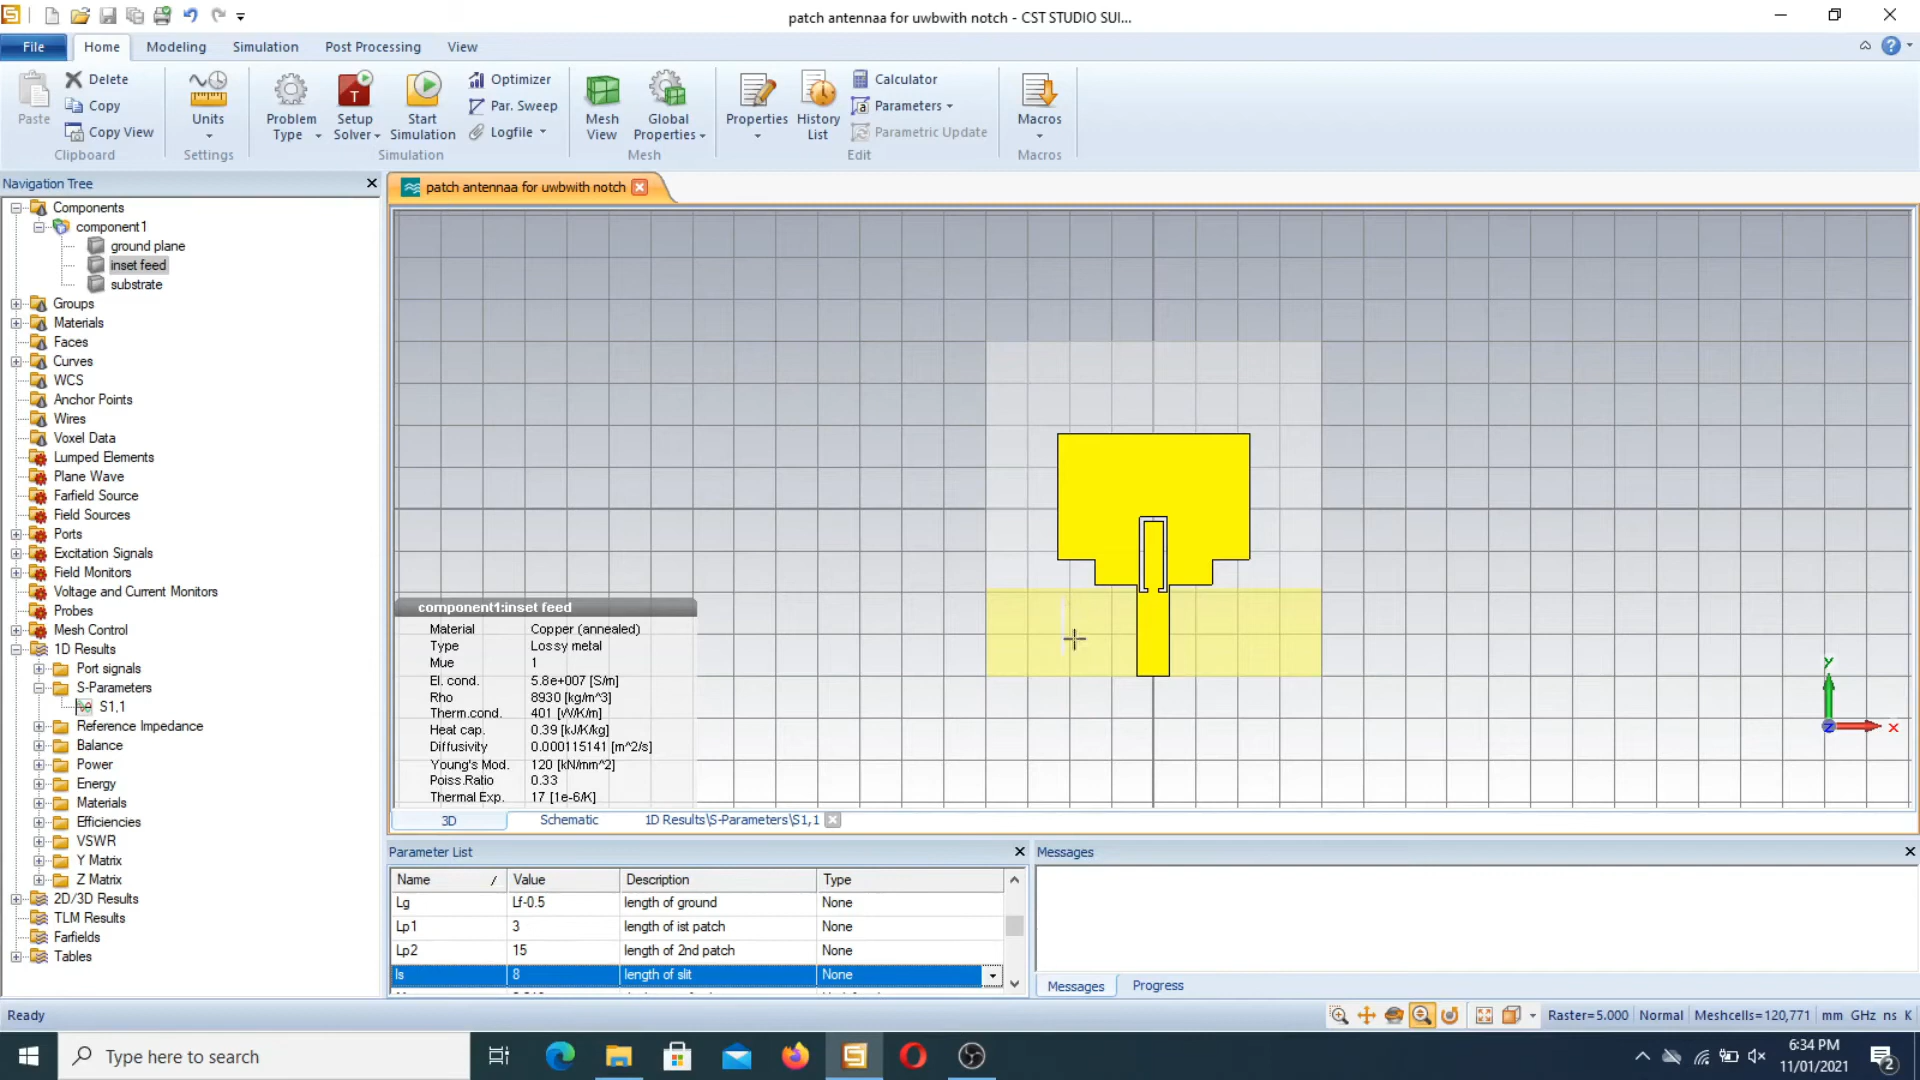 patch antennaa for uwbwith notch - CST STUDIO SUI...
File
Home
Modeling
Simulation
Post Processing
View
Paste
Delete
Copy
Copy View
Clipboard
Units
Settings
Problem Type
Setup Solver
Start Simulation
Optimizer
Par. Sweep
Logfile
Simulation
Mesh View
Global Properties
Mesh
Properties
History List
Calculator
Parameters
Parametric Update
Edit
Macros
Macros
Navigation Tree
patch antennaa for uwbwith notch
Components
component1
ground plane
inset feed
substrate
Groups
Materials
Faces
Curves
WCS
Anchor Points
Wires
Voxel Data
Lumped Elements
Plane Wave
Farfield Source
Field Sources
Ports
Excitation Signals
Field Monitors
Voltage and Current Monitors
Probes
Mesh Control
1D Results
Port signals
S-Parameters
S1,1
Reference Impedance
Balance
Power
Energy
Materials
Efficiencies
VSWR
Y Matrix
Z Matrix
2D/3D Results
TLM Results
Farfields
Tables
component1:inset feed
Material Copper (annealed)
Type Lossy metal
Mue 1
El. cond. 5.8e+007 [S/m]
Rho 8930 [kg/m^3]
Therm.cond. 401 [W/K/m]
Heat cap. 0.39 [kJ/K/kg]
Diffusivity 0.000115141 [m^2/s]
Young's Mod. 120 [kN/mm^2]
Poiss.Ratio 0.33
Thermal Exp. 17 [1e-6/K]
y
x
z
3D
Schematic
1D Results\S-Parameters\S1,1
Parameter List
Name / Value Description Type
Lg Lf-0.5 length of ground None
Lp1 3 length of ist patch None
Lp2 15 length of 2nd patch None
ls 8 length of slit None
Messages
Messages
Progress
Ready
Raster=5.000 Normal Meshcells=120,771 mm GHz ns K
Type here to search
6:34 PM
11/01/2021
2